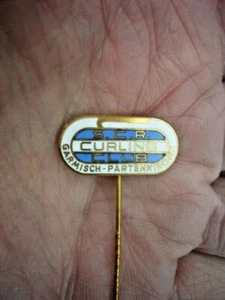 S.C.R.
CURLING
CLUB
GARMISCH-PARTENKIRCHEN